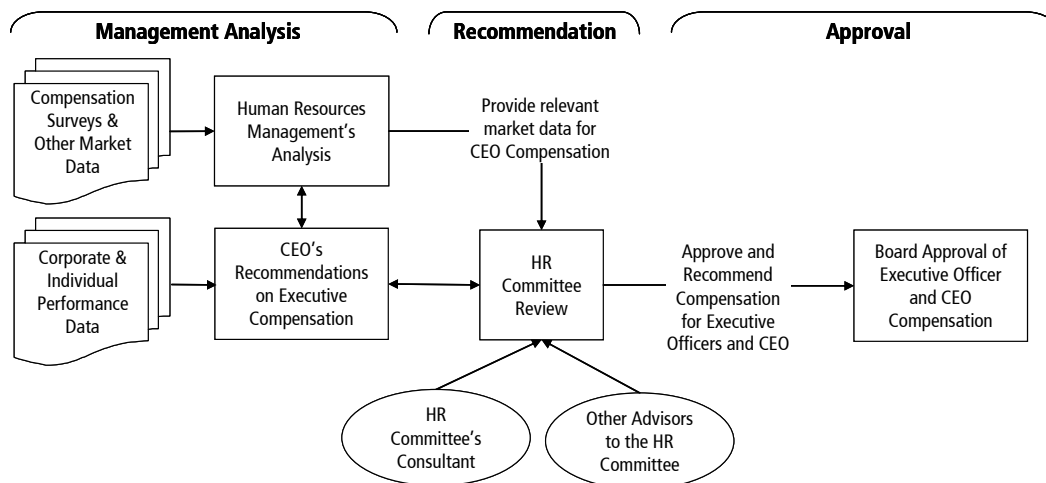 Management Analysis
Recommendation
Approval
Compensation
Surveys &
Other Market
Data
Human Resources
Management's
Analysis
Provide relevant
market data for
CEO Compensation
Corporate &
Individual
Performance
Data
CEO's
Recommendations
on Executive
Compensation
HR
Committee
Review
Approve and
Recommend
Compensation
for Executive
Officers and CEO
Board Approval of
Executive Officer
and CEO
Compensation
HR
Committee's
Consultant
Other Advisors
to the HR
Committee